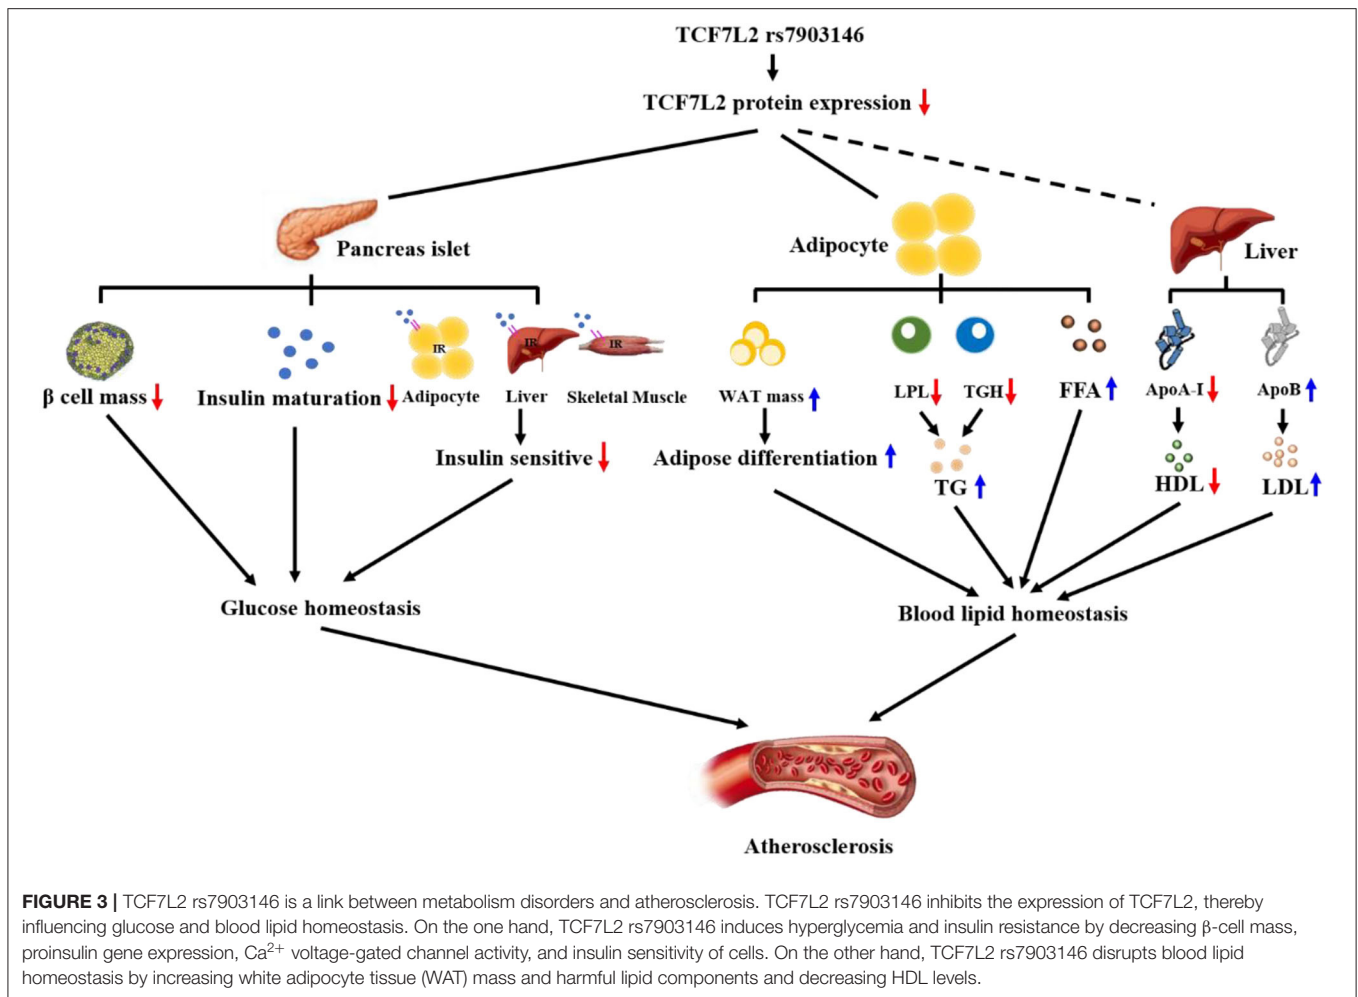 TCF7L2 rs7903146
TCF7L2 protein expression
Pancreas islet
Adipocyte
Liver
IR
IR
IR
β cell mass
Insulin maturation
Adipocyte
Liver
Skeletal Muscle
WAT mass
LPL
TGH
FFA
ApoA-I
ApoB
Insulin sensitive
Adipose differentiation
TG
HDL
LDL
Glucose homeostasis
Blood lipid homeostasis
Atherosclerosis
FIGURE 3 | TCF7L2 rs7903146 is a link between metabolism disorders and atherosclerosis. TCF7L2 rs7903146 inhibits the expression of TCF7L2, thereby
influencing glucose and blood lipid homeostasis. On the one hand, TCF7L2 rs7903146 induces hyperglycemia and insulin resistance by decreasing β-cell mass,
proinsulin gene expression, Ca²⁺ voltage-gated channel activity, and insulin sensitivity of cells. On the other hand, TCF7L2 rs7903146 disrupts blood lipid
homeostasis by increasing white adipocyte tissue (WAT) mass and harmful lipid components and decreasing HDL levels.